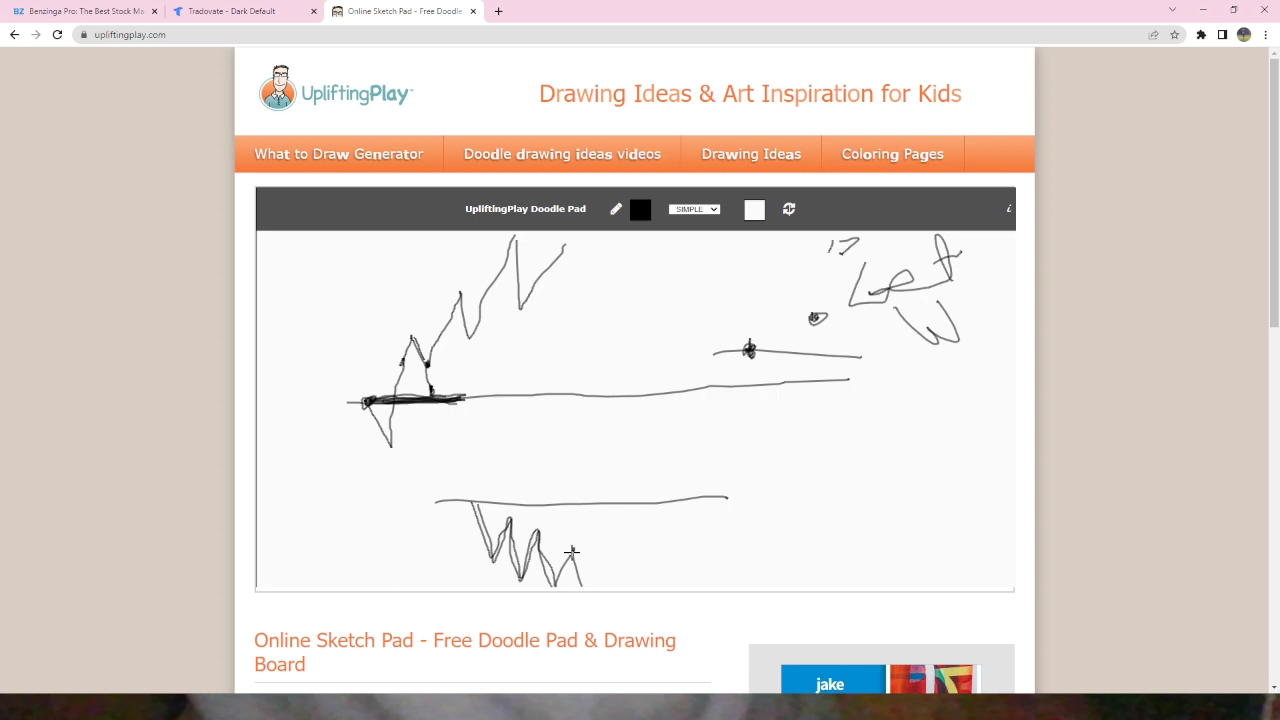 Benzinga Pro: The Best Stock Ma
Tradovate - Dark Default
Online Sketch Pad - Free Doodle
upliftingplay.com
UpliftingPlay
Drawing Ideas & Art Inspiration for Kids
What to Draw Generator
Doodle drawing ideas videos
Drawing Ideas
Coloring Pages
UpliftingPlay Doodle Pad
SIMPLE
i
Online Sketch Pad - Free Doodle Pad & Drawing
Board
jake